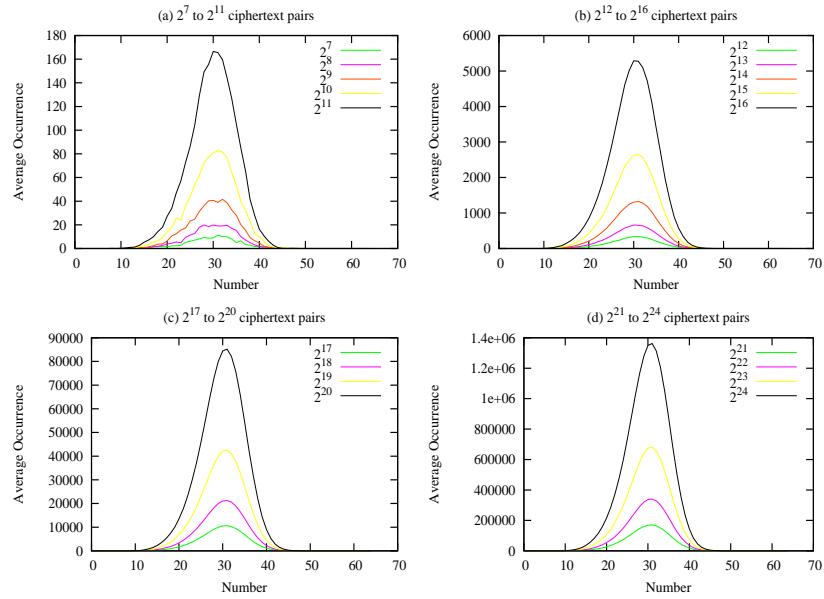 (a) 2^7 to 2^11 ciphertext pairs
Average Occurrence
180
160
140
120
100
80
60
40
20
0
0 10 20 30 40 50 60 70
Number
2^7
2^8
2^9
2^10
2^11
(b) 2^12 to 2^16 ciphertext pairs
Average Occurrence
6000
5000
4000
3000
2000
1000
0
0 10 20 30 40 50 60 70
Number
2^12
2^13
2^14
2^15
2^16
(c) 2^17 to 2^20 ciphertext pairs
Average Occurrence
90000
80000
70000
60000
50000
40000
30000
20000
10000
0
0 10 20 30 40 50 60 70
Number
2^17
2^18
2^19
2^20
(d) 2^21 to 2^24 ciphertext pairs
Average Occurrence
1.4e+06
1.2e+06
1e+06
800000
600000
400000
200000
0
0 10 20 30 40 50 60 70
Number
2^21
2^22
2^23
2^24